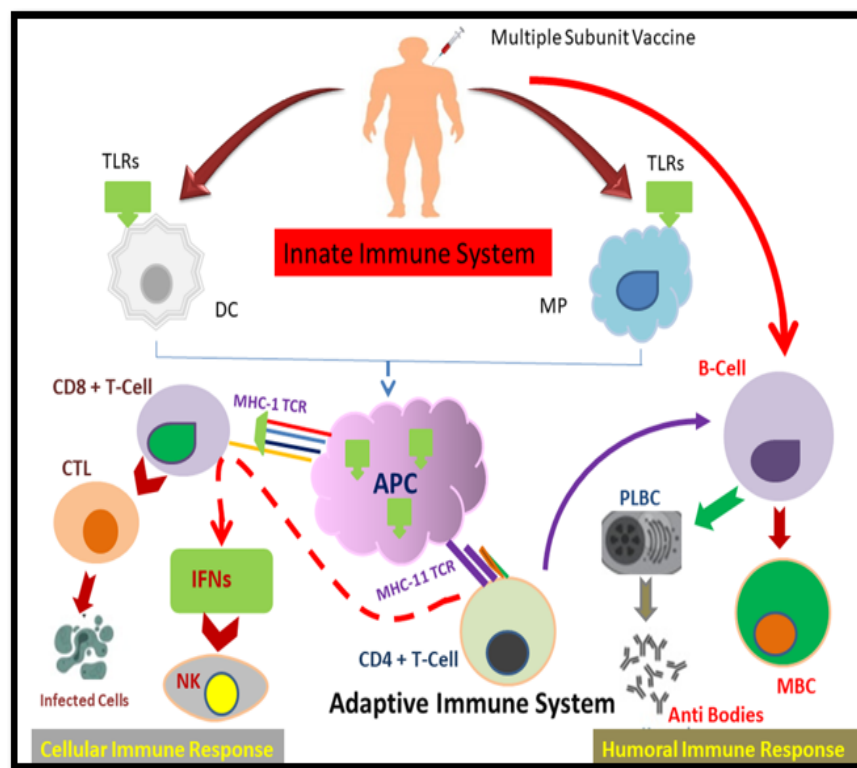 Multiple Subunit Vaccine
TLRs
TLRs
Innate Immune System
DC
MP
B-Cell
CD8 + T-Cell
MHC-1 TCR
CTL
APC
PLBC
IFNs
MHC-11 TCR
CD4 + T-Cell
NK
Infected Cells
MBC
Adaptive Immune System
Anti Bodies
Cellular Immune Response
Humoral Immune Response